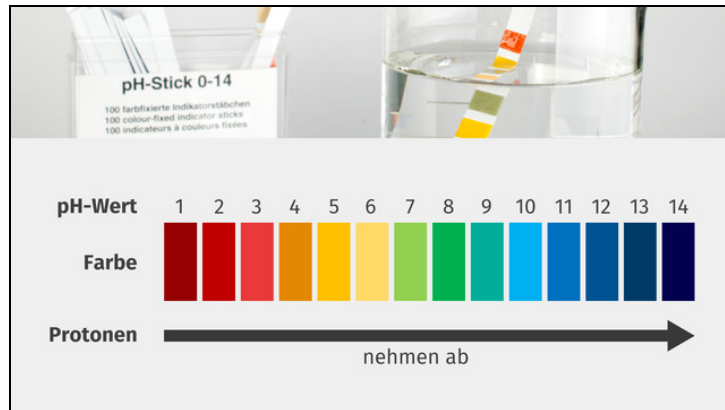 pH-Stick 0-14
100 farbfixierte Indikatorstäbchen
100 colour-fixed indicator sticks
100 indicateurs à couleurs fixées
pH-Wert 1 2 3 4 5 6 7 8 9 10 11 12 13 14
Farbe
Protonen
nehmen ab